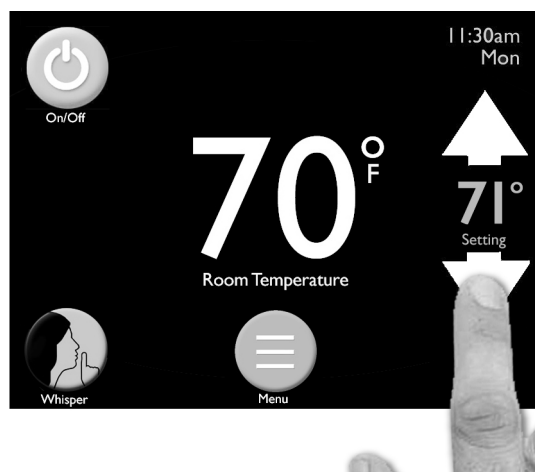 11:30am
Mon
On/Off
70°
F
Room Temperature
71°
Setting
Whisper
Menu